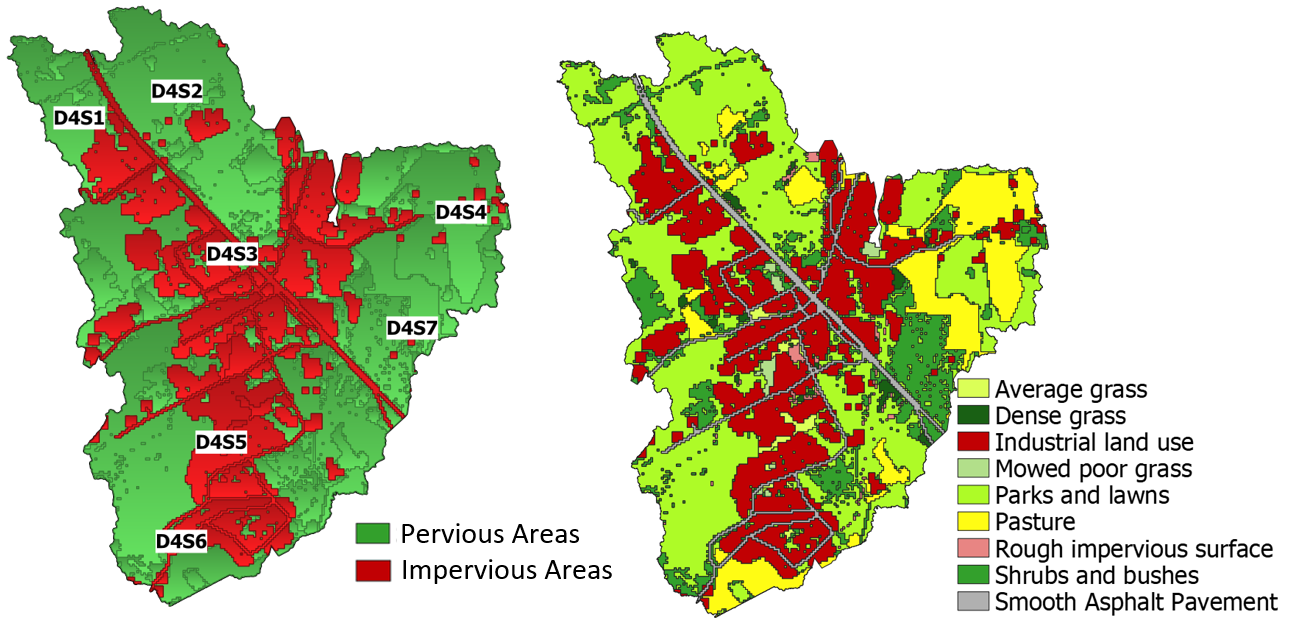 D4S2
D4S1
D4S4
D4S3
D4S7
D4S5
D4S6
Pervious Areas
Impervious Areas
Average grass
Dense grass
Industrial land use
Mowed poor grass
Parks and lawns
Pasture
Rough impervious surface
Shrubs and bushes
Smooth Asphalt Pavement